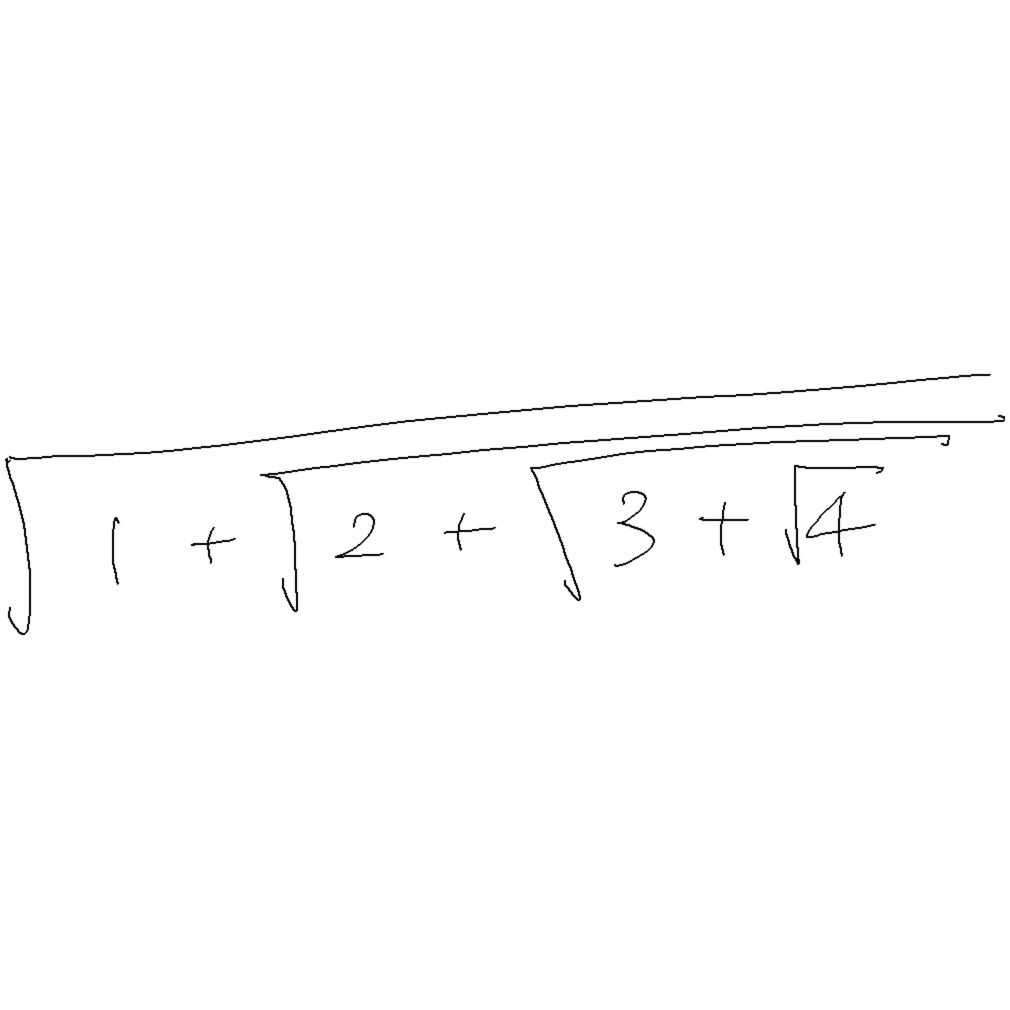 √(1 + √(2 + √(3 + √4)))